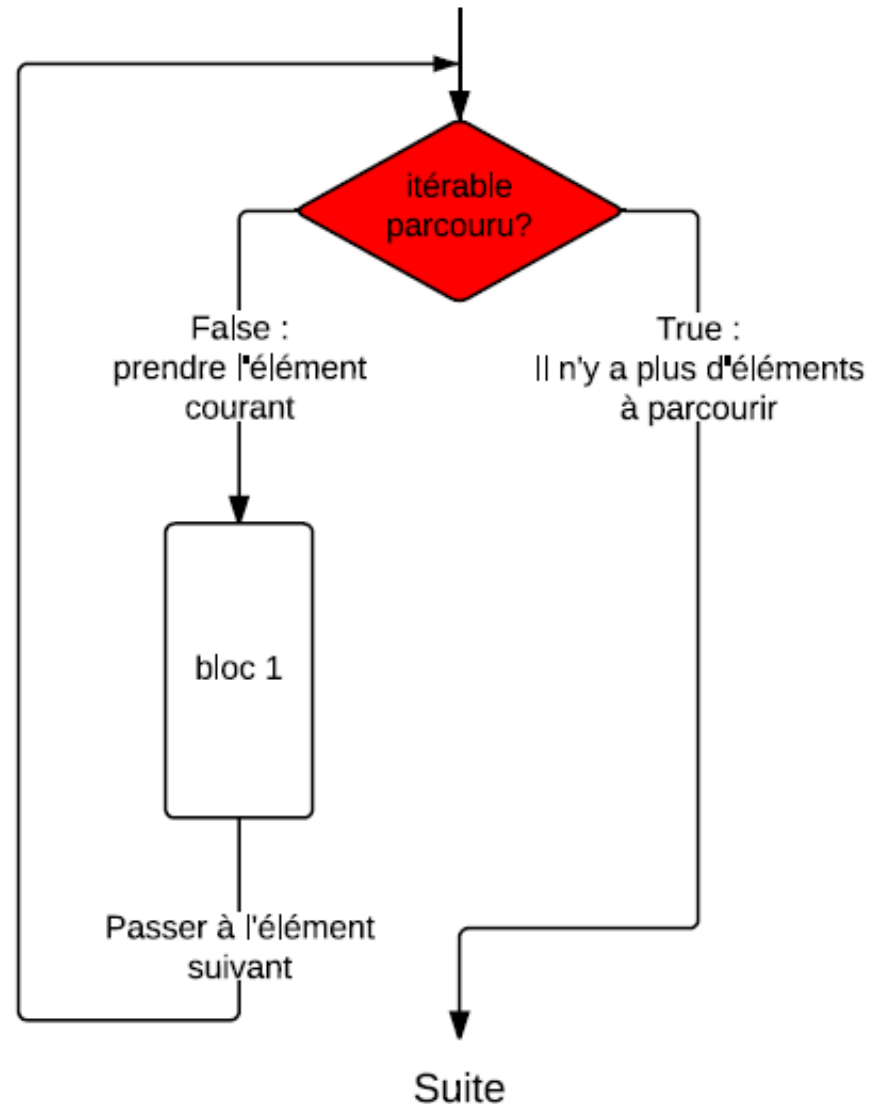 itérable
parcouru?
False :
prendre l'élément
courant
True :
Il n'y a plus d'éléments
à parcourir
bloc 1
Passer à l'élément
suivant
Suite